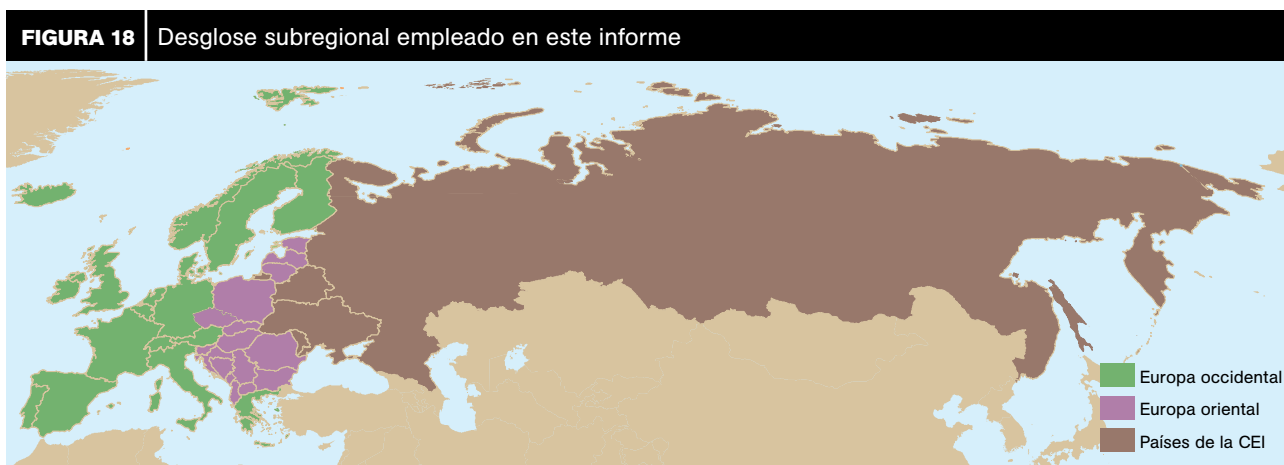 FIGURA 18 Desglose subregional empleado en este informe
Europa occidental
Europa oriental
Países de la CEI